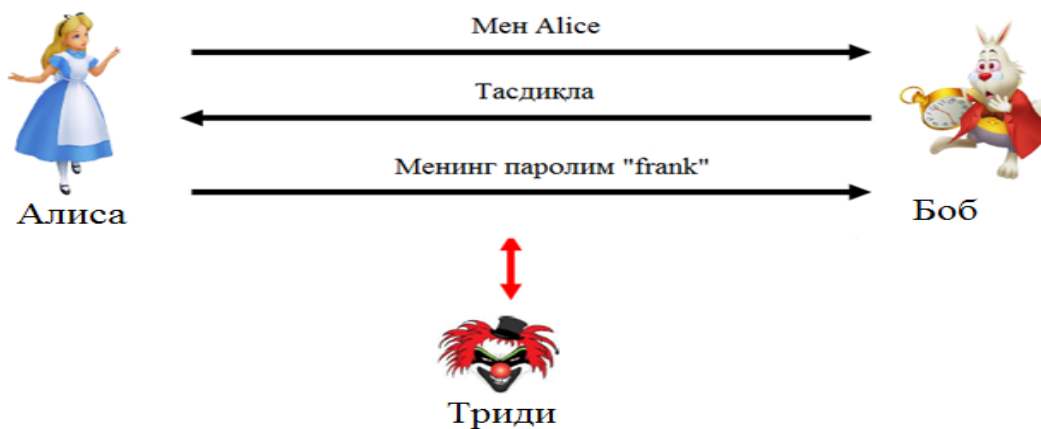 Мен Alice
Тасдиқла
Менинг паролим "frank"
Алиса
Боб
Триди